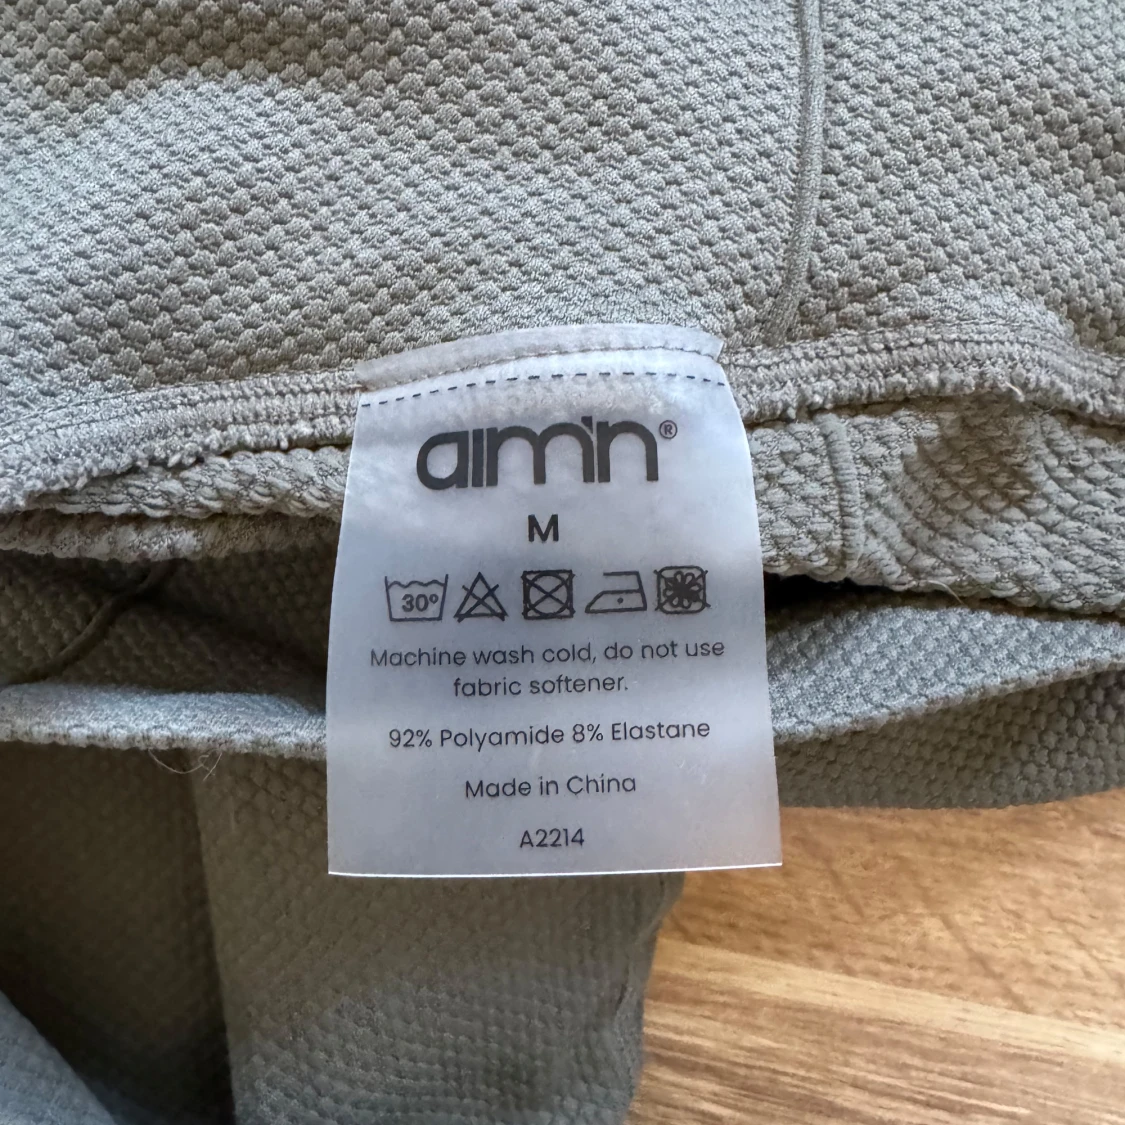 aim'n®
M
30°
Machine wash cold, do not use
fabric softener.
92% Polyamide 8% Elastane
Made in China
A2214